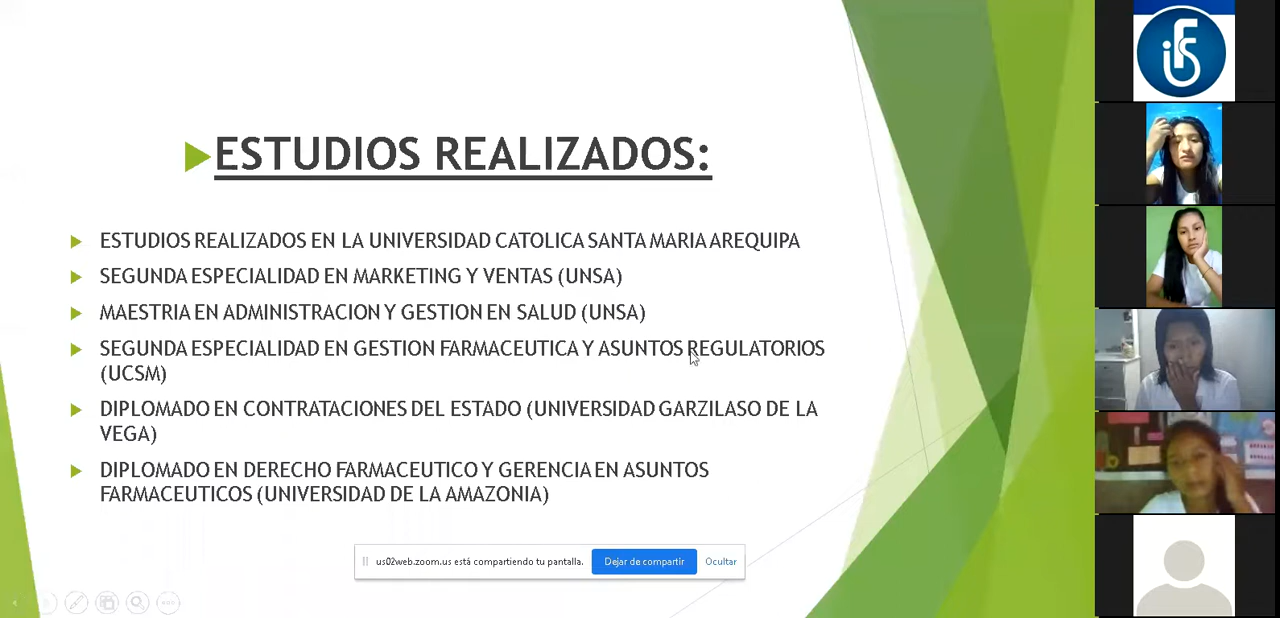 ESTUDIOS REALIZADOS:
ESTUDIOS REALIZADOS EN LA UNIVERSIDAD CATOLICA SANTA MARIA AREQUIPA
SEGUNDA ESPECIALIDAD EN MARKETING Y VENTAS (UNSA)
MAESTRIA EN ADMINISTRACION Y GESTION EN SALUD (UNSA)
SEGUNDA ESPECIALIDAD EN GESTION FARMACEUTICA Y ASUNTOS REGULATORIOS
(UCSM)
DIPLOMADO EN CONTRATACIONES DEL ESTADO (UNIVERSIDAD GARZILASO DE LA
VEGA)
DIPLOMADO EN DERECHO FARMACEUTICO Y GERENCIA EN ASUNTOS
FARMACEUTICOS (UNIVERSIDAD DE LA AMAZONIA)
us02web.zoom.us está compartiendo tu pantalla. Dejar de compartir Ocultar